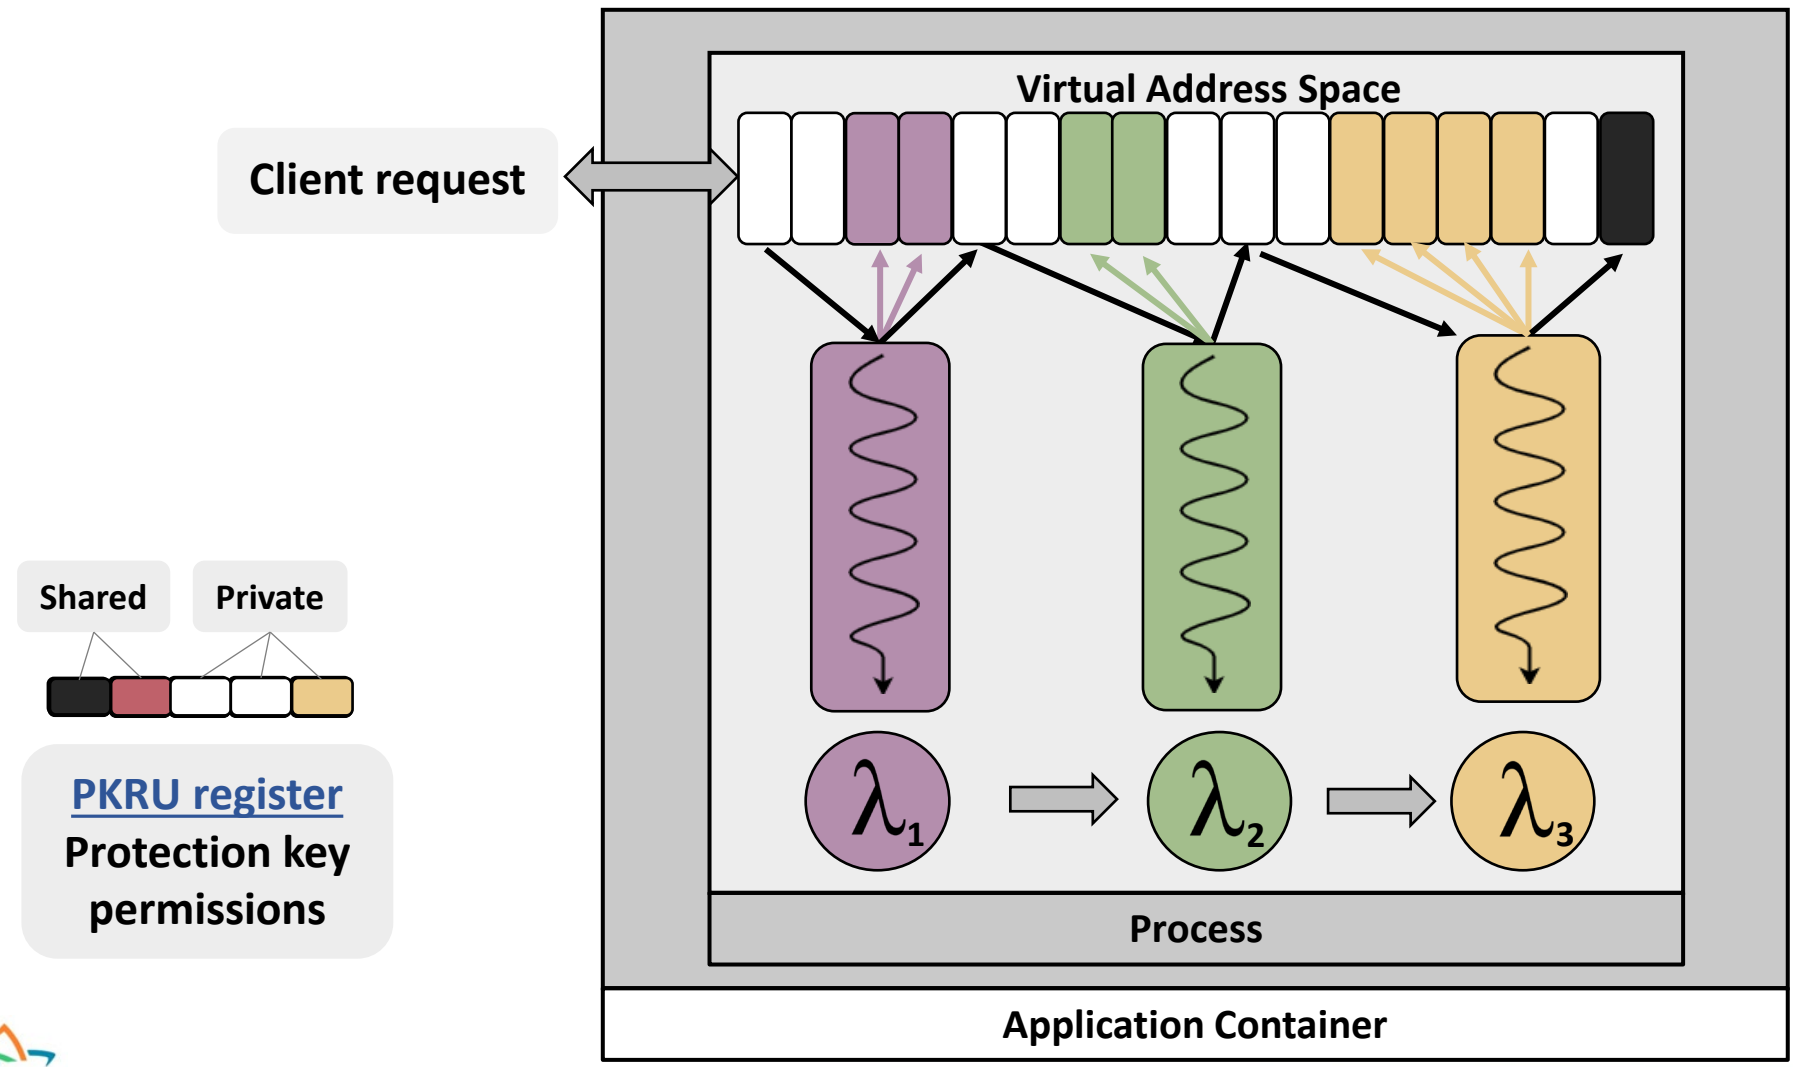 Virtual Address Space
Client request
Shared
Private
PKRU register
Protection key
permissions
λ1
λ2
λ3
Process
Application Container